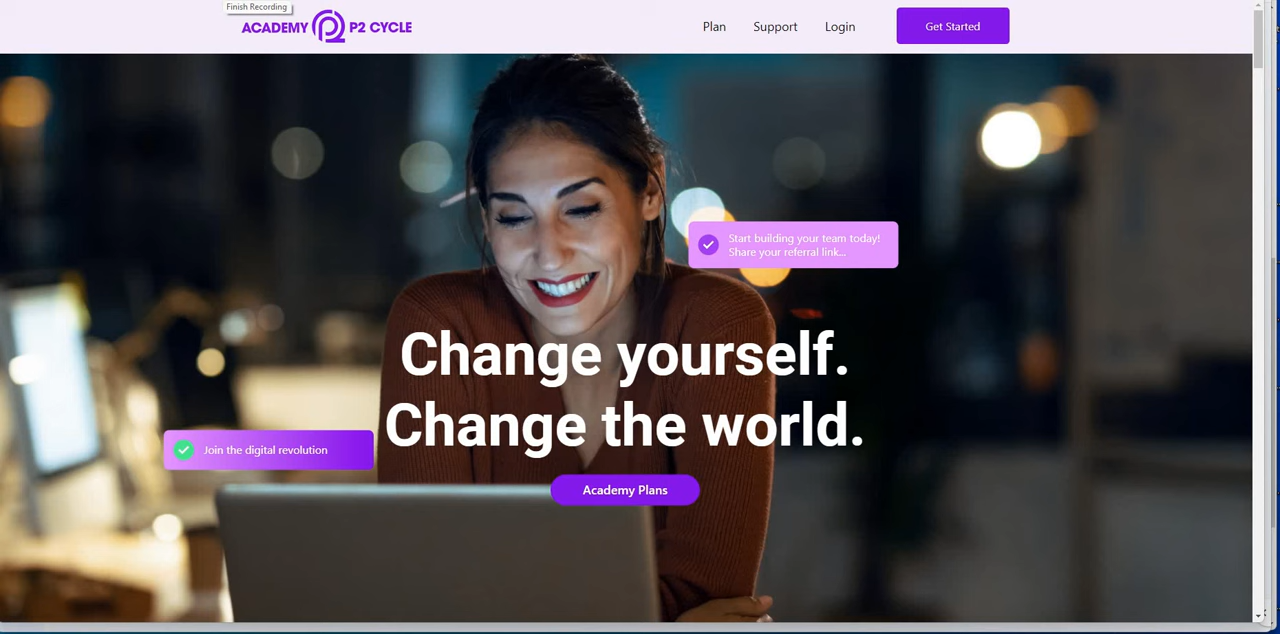 Finish Recording
ACADEMY P2 CYCLE
Plan
Support
Login
Get Started
Start building your team today!
Share your referral link...
Change yourself.
Change the world.
Join the digital revolution
Academy Plans